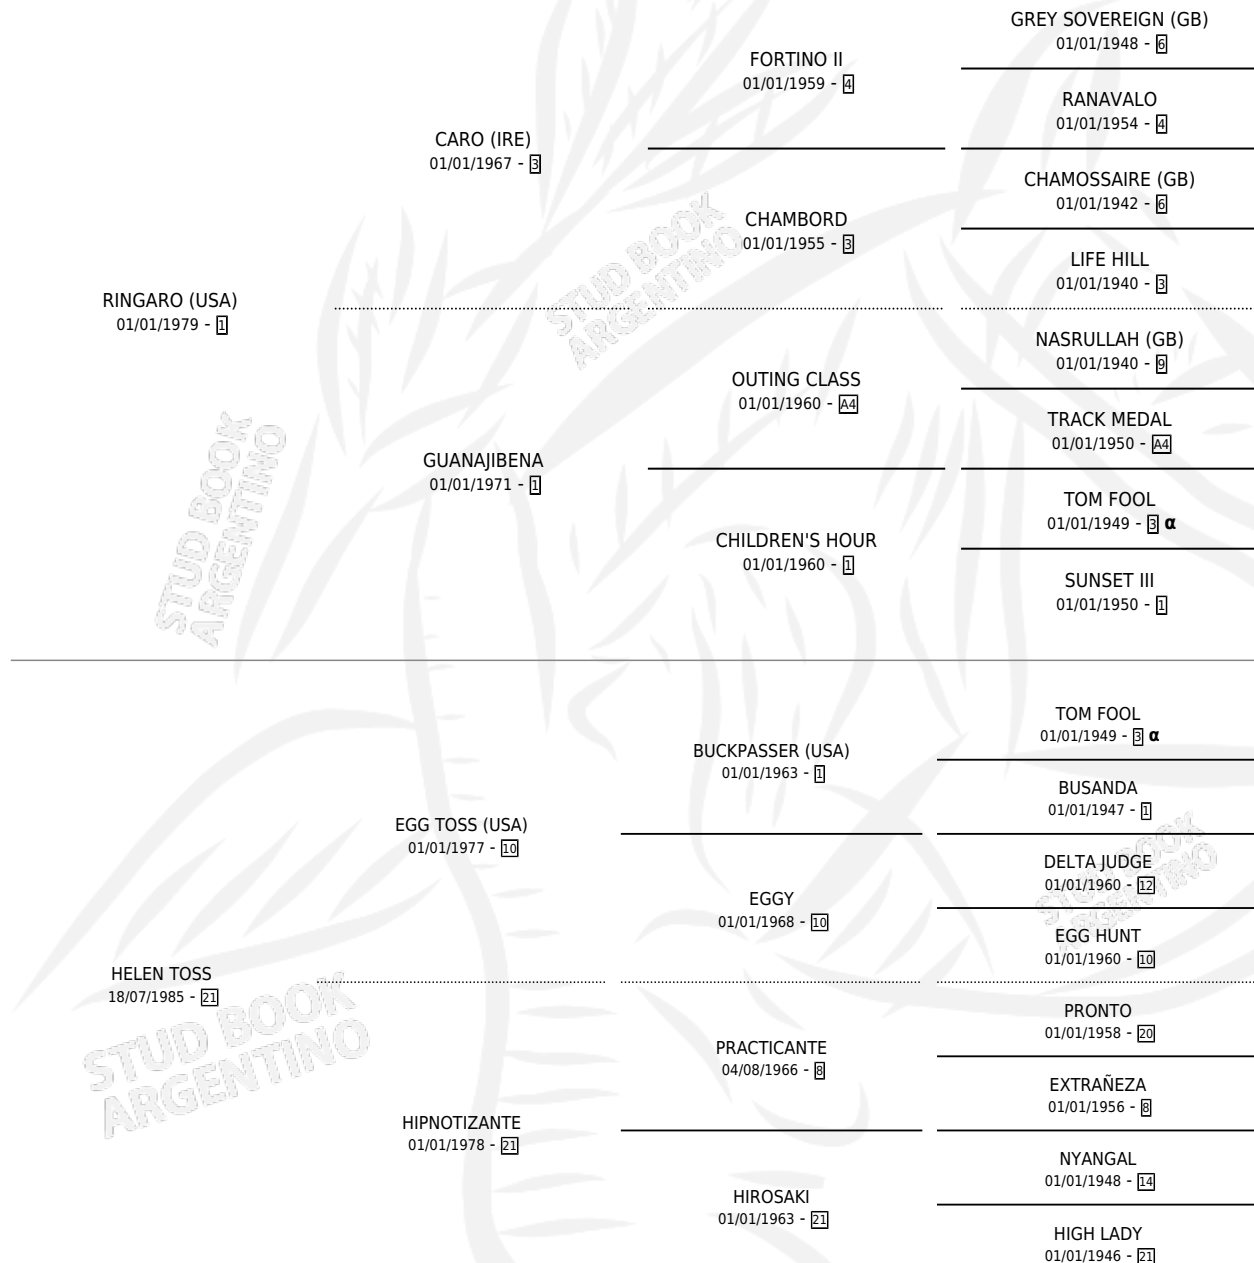 GREY SOVEREIGN (GB)
01/01/1948 - 6
FORTINO II
01/01/1959 - 4
RANAVALO
01/01/1954 - 4
CARO (IRE)
01/01/1967 - 3
CHAMOSSAIRE (GB)
01/01/1942 - 6
CHAMBORD
01/01/1955 - 3
LIFE HILL
01/01/1940 - 3
RINGARO (USA)
01/01/1979 - 1
NASRULLAH (GB)
01/01/1940 - 9
OUTING CLASS
01/01/1960 - A4
TRACK MEDAL
01/01/1950 - A4
GUANAJIBENA
01/01/1971 - 1
TOM FOOL
01/01/1949 - 3 α
CHILDREN'S HOUR
01/01/1960 - 1
SUNSET III
01/01/1950 - 1
TOM FOOL
01/01/1949 - 3 α
BUCKPASSER (USA)
01/01/1963 - 1
BUSANDA
01/01/1947 - 1
EGG TOSS (USA)
01/01/1977 - 10
DELTA JUDGE
01/01/1960 - 12
EGGY
01/01/1968 - 10
EGG HUNT
01/01/1960 - 10
HELEN TOSS
18/07/1985 - 21
PRONTO
01/01/1958 - 20
PRACTICANTE
04/08/1966 - 8
EXTRAÑEZA
01/01/1956 - 8
HIPNOTIZANTE
01/01/1978 - 21
NYANGAL
01/01/1948 - 14
HIROSAKI
01/01/1963 - 21
HIGH LADY
01/01/1946 - 21
STUD BOOK
ARGENTINO
STUD BOOK
ARGENTINO
STUD BOOK
ARGENTINO
STUD BOOK
ARGENTINO